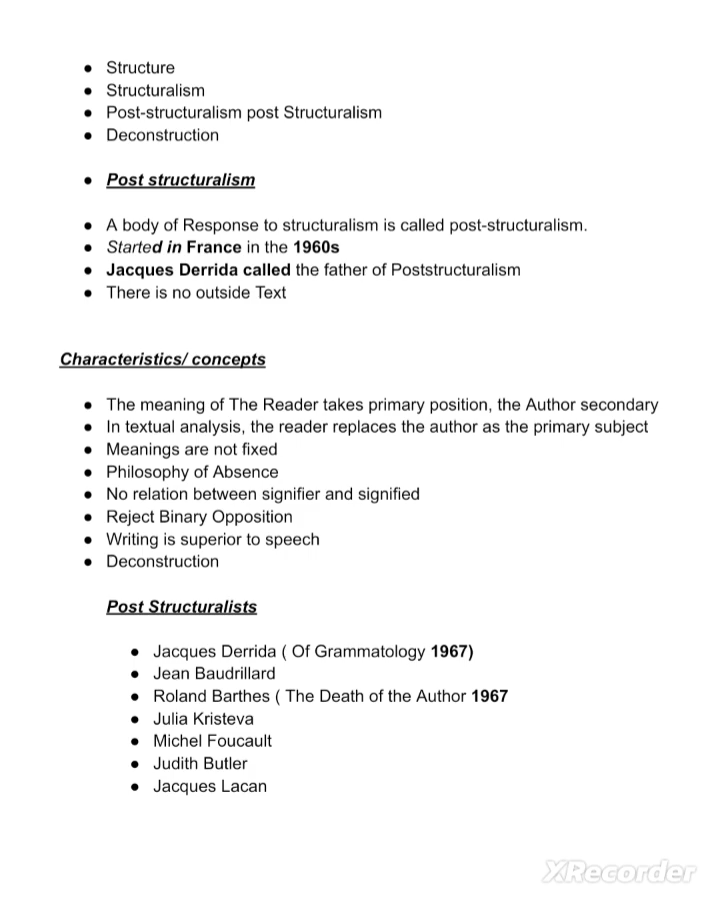 ● Structure
● Structuralism
● Post-structuralism post Structuralism
● Deconstruction
● Post structuralism
● A body of Response to structuralism is called post-structuralism.
● Started in France in the 1960s
● Jacques Derrida called the father of Poststructuralism
● There is no outside Text
Characteristics/ concepts
● The meaning of The Reader takes primary position, the Author secondary
● In textual analysis, the reader replaces the author as the primary subject
● Meanings are not fixed
● Philosophy of Absence
● No relation between signifier and signified
● Reject Binary Opposition
● Writing is superior to speech
● Deconstruction
Post Structuralists
● Jacques Derrida ( Of Grammatology 1967)
● Jean Baudrillard
● Roland Barthes ( The Death of the Author 1967
● Julia Kristeva
● Michel Foucault
● Judith Butler
● Jacques Lacan
XRecorder